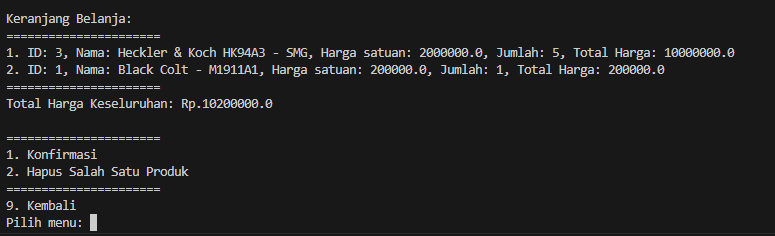 Keranjang Belanja:
======================
1. ID: 3, Nama: Heckler & Koch HK94A3 - SMG, Harga satuan: 2000000.0, Jumlah: 5, Total Harga: 10000000.0
2. ID: 1, Nama: Black Colt - M1911A1, Harga satuan: 200000.0, Jumlah: 1, Total Harga: 200000.0
======================
Total Harga Keseluruhan: Rp.10200000.0
======================
1. Konfirmasi
2. Hapus Salah Satu Produk
======================
9. Kembali
Pilih menu: